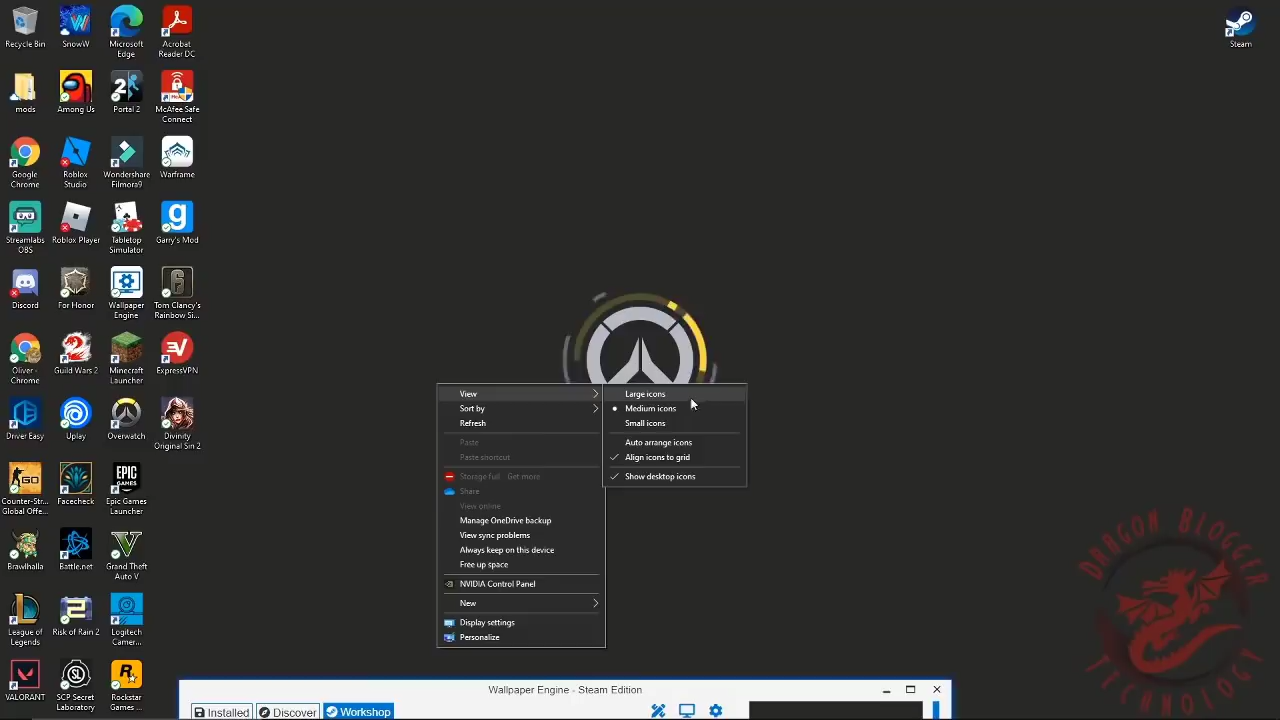 Recycle Bin
SnowW
Microsoft
Edge
Acrobat
Reader DC
Steam
mods
Among Us
Portal 2
McAfee Safe
Connect
Google
Chrome
Roblox
Studio
Wondershare
Filmora9
Warframe
Streamlabs
OBS
Roblox Player
Tabletop
Simulator
Garry's Mod
Discord
For Honor
Wallpaper
Engine
Tom Clancy's
Rainbow Si...
Oliver -
Chrome
Guild Wars 2
Minecraft
Launcher
ExpressVPN
Driver Easy
Uplay
Overwatch
Divinity
Original Sin 2
Counter-Str...
Global Offe...
Facecheck
Epic Games
Launcher
Brawlhalla
Battle.net
Grand Theft
Auto V
League of
Legends
Risk of Rain 2
Logitech
Gamer...
VALORANT
SCP Secret
Laboratory
Rockstar
Games ...
View
Sort by
Refresh
Paste
Paste shortcut
Storage full Get more
Share
View online
Manage OneDrive backup
View sync problems
Always keep on this device
Free up space
NVIDIA Control Panel
New
Display settings
Personalize
Large icons
Medium icons
Small icons
Auto arrange icons
Align icons to grid
Show desktop icons
Wallpaper Engine - Steam Edition
Installed
Discover
Workshop
DRAGON BLOGGER
TECHNOLOGY